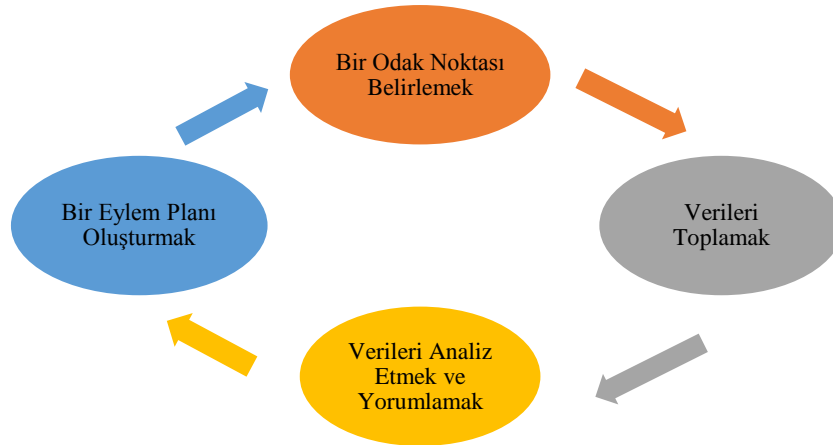 Bir Odak Noktası
Belirlemek
Verileri
Toplamak
Verileri Analiz
Etmek ve
Yorumlamak
Bir Eylem Planı
Oluşturmak